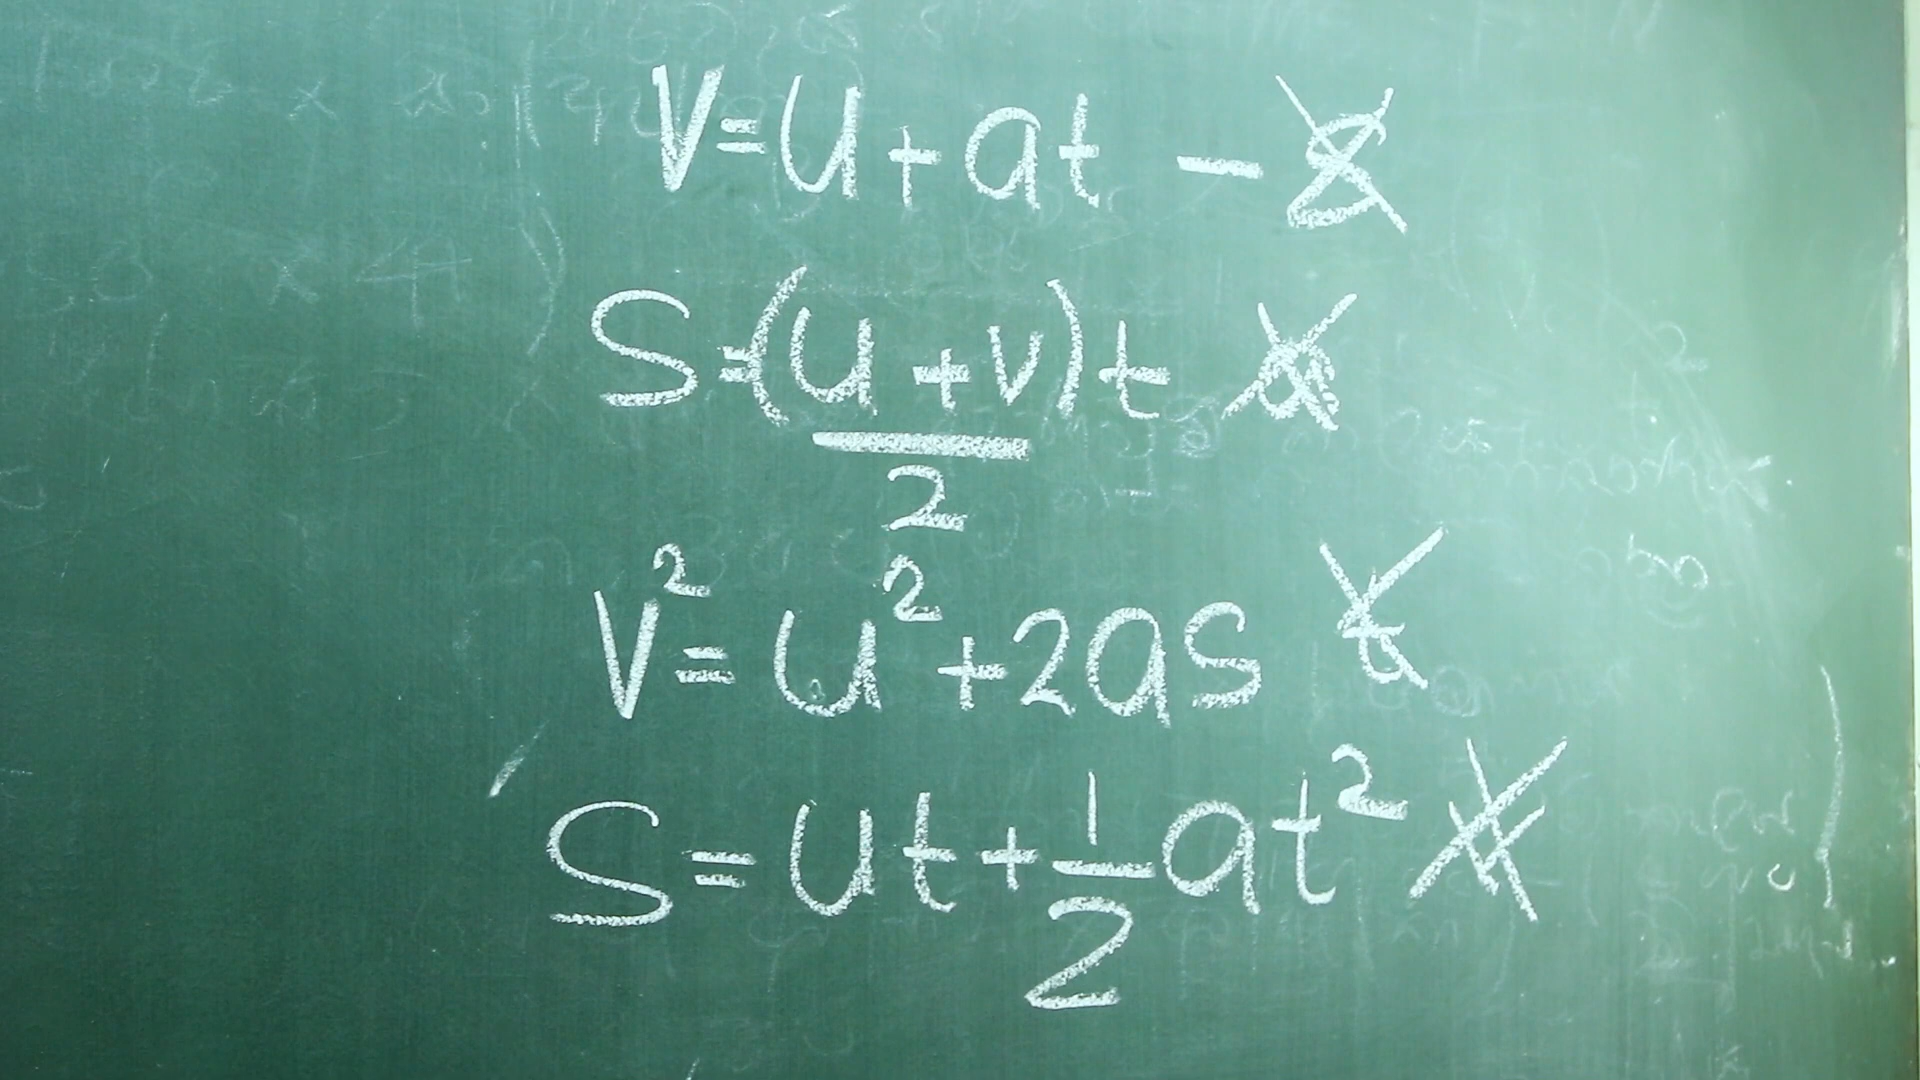 V=u+at - S
S=(u+v)t a
2
V²=u²+2as t
S=ut+½at² V